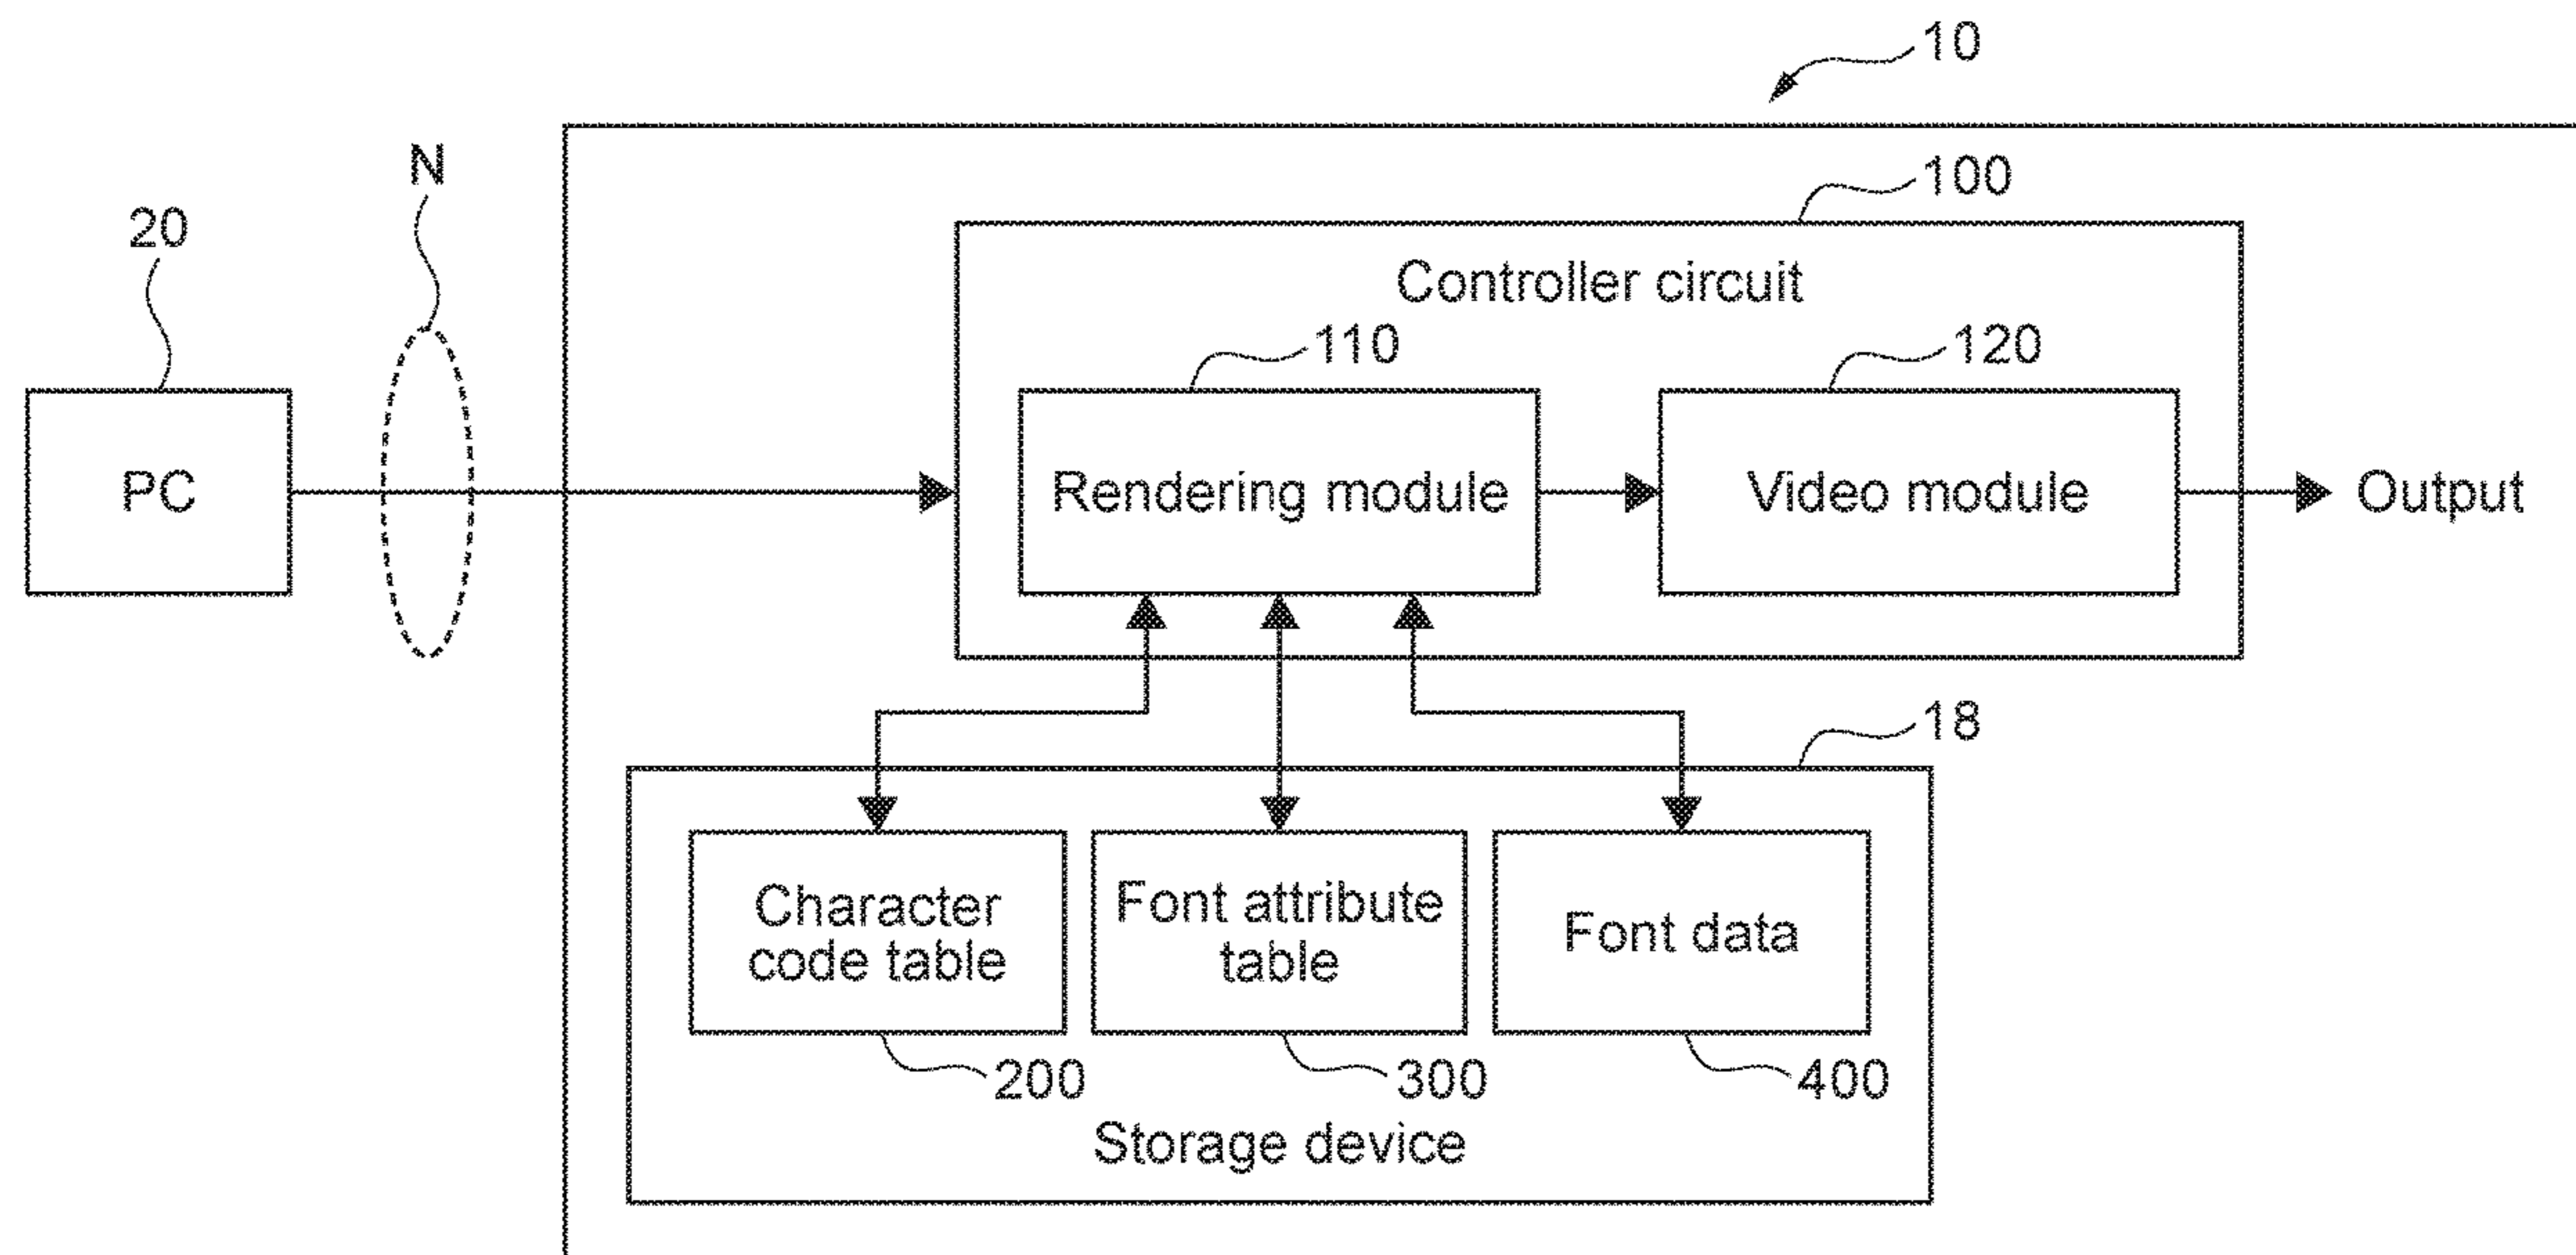 10
N
100
20
Controller circuit
110
120
PC
Rendering module
Video module
Output
18
Character
code table
Font attribute
table
Font data
200
300
400
Storage device